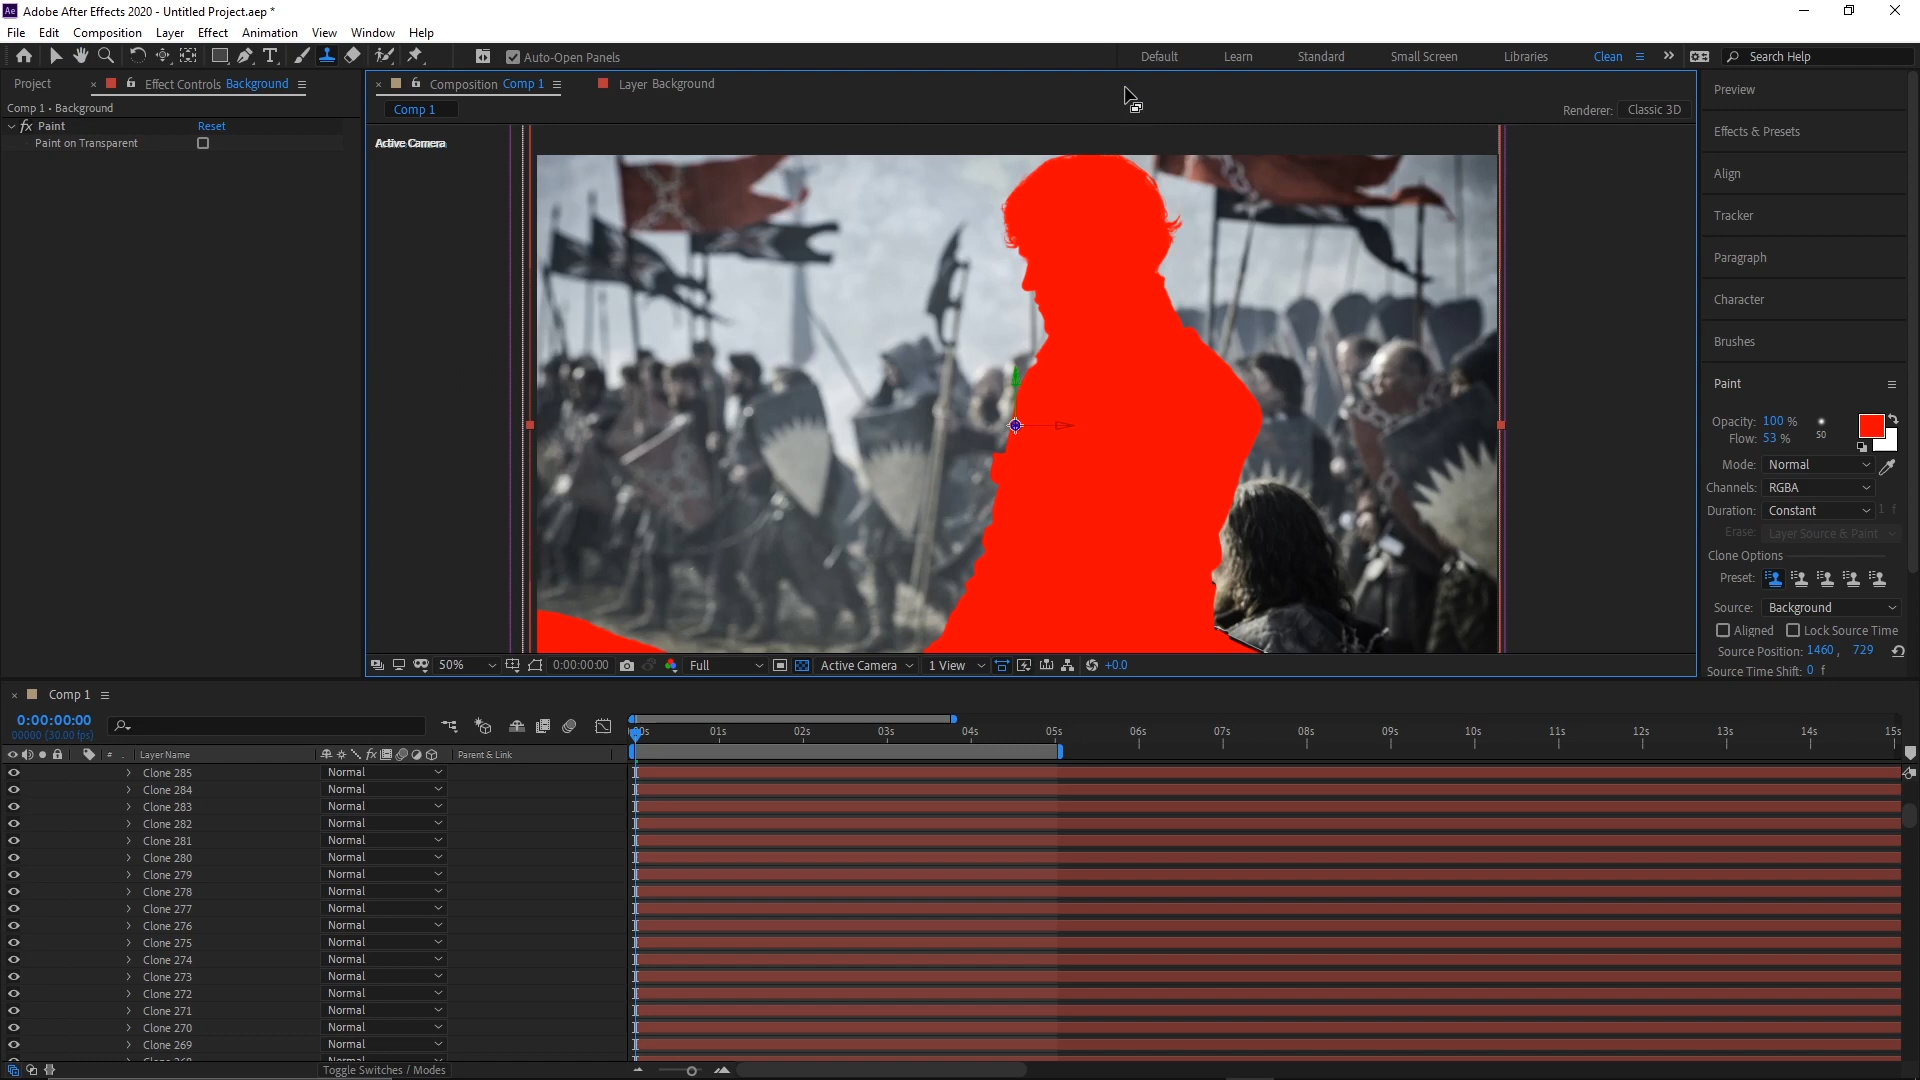 Ae Adobe After Effects 2020 - Untitled Project.aep *
File Edit Composition Layer Effect Animation View Window Help
Auto-Open Panels
Default Learn Standard Small Screen Libraries Clean Search Help
Project Effect Controls Background
Composition Comp 1 Layer Background
Preview
Comp 1 • Background
Comp 1
Renderer: Classic 3D
fx Paint Reset
Paint on Transparent
Active Camera
Effects & Presets
Align
Tracker
Paragraph
Character
Brushes
Paint
Opacity: 100 %
Flow: 53 %
50
Mode: Normal
Channels: RGBA
Duration: Constant 1 f
Erase: Layer Source & Paint
Clone Options
Preset:
Source: Background
Aligned Lock Source Time
Source Position: 1460 , 729
Source Time Shift: 0 f
50% 0:00:00:00 Full Active Camera 1 View +0.0
Comp 1
0:00:00:00
00000 (30.00 fps)
01s 02s 03s 04s 05s 06s 07s 08s 09s 10s 11s 12s 13s 14s 15s
# Layer Name fx Parent & Link
Clone 285 Normal
Clone 284 Normal
Clone 283 Normal
Clone 282 Normal
Clone 281 Normal
Clone 280 Normal
Clone 279 Normal
Clone 278 Normal
Clone 277 Normal
Clone 276 Normal
Clone 275 Normal
Clone 274 Normal
Clone 273 Normal
Clone 272 Normal
Clone 271 Normal
Clone 270 Normal
Clone 269 Normal
Toggle Switches / Modes